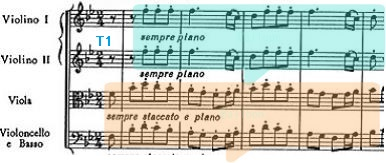 Violino I
T1
sempre piano
Violino II
sempre piano
Viola
sempre staccato e piano
Violoncello
e Basso